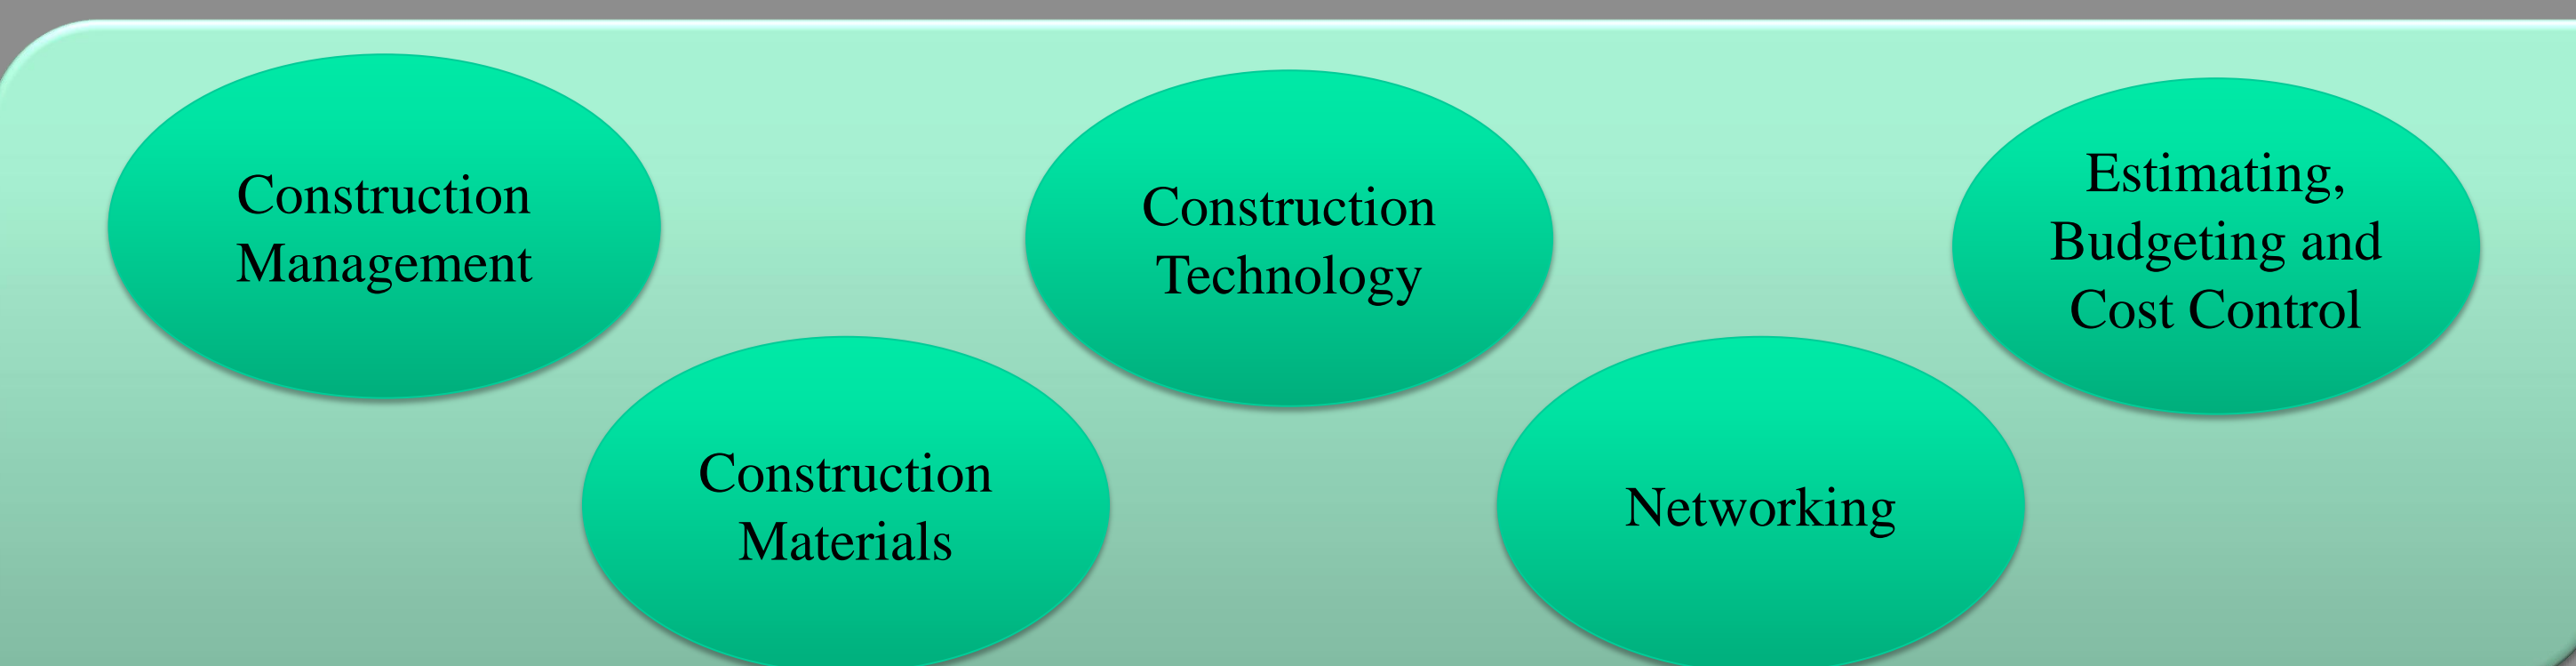 Construction
Management
Construction
Technology
Estimating,
Budgeting and
Cost Control
Construction
Materials
Networking